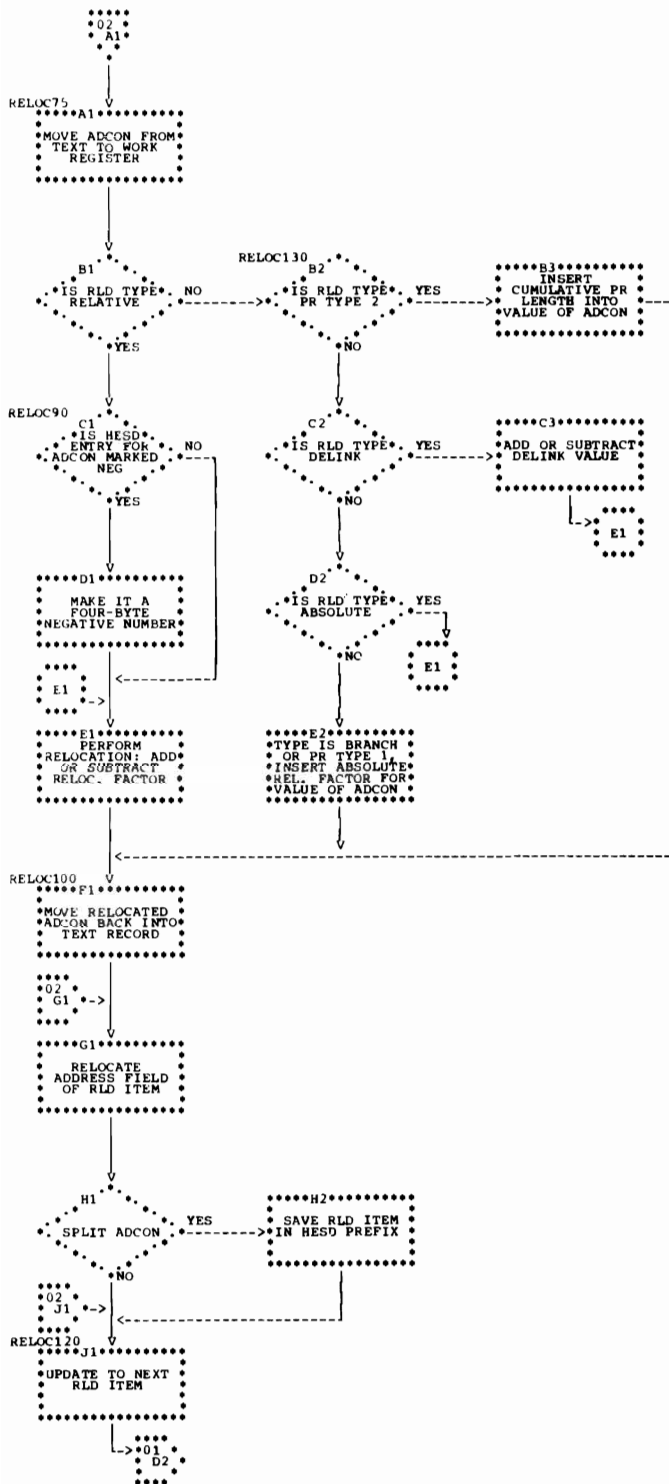 02
A1
RELOC75
A1
MOVE ADCON FROM
TEXT TO WORK
REGISTER
B1
IS RLD TYPE
RELATIVE
NO
YES
RELOC130
B2
IS RLD TYPE
PR TYPE 2
YES
NO
B3
INSERT
CUMULATIVE PR
LENGTH INTO
VALUE OF ADCON
RELOC90
C1
IS HESD
ENTRY FOR
ADCON MARKED
NEG
NO
YES
C2
IS RLD TYPE
DELINK
YES
NO
C3
ADD OR SUBTRACT
DELINK VALUE
E1
D1
MAKE IT A
FOUR-BYTE
NEGATIVE NUMBER
D2
IS RLD TYPE
ABSOLUTE
YES
NO
E1
E1
E1
PERFORM
RELOCATION: ADD
OR SUBTRACT
RELOC. FACTOR
E2
TYPE IS BRANCH
OR PR TYPE 1,
INSERT ABSOLUTE
REL. FACTOR FOR
VALUE OF ADCON
RELOC100
F1
MOVE RELOCATED
ADCON BACK INTO
TEXT RECORD
02
G1
G1
RELOCATE
ADDRESS FIELD
OF RLD ITEM
H1
SPLIT ADCON
YES
NO
H2
SAVE RLD ITEM
IN HESD PREFIX
02
J1
RELOC120
J1
UPDATE TO NEXT
RLD ITEM
01
D2